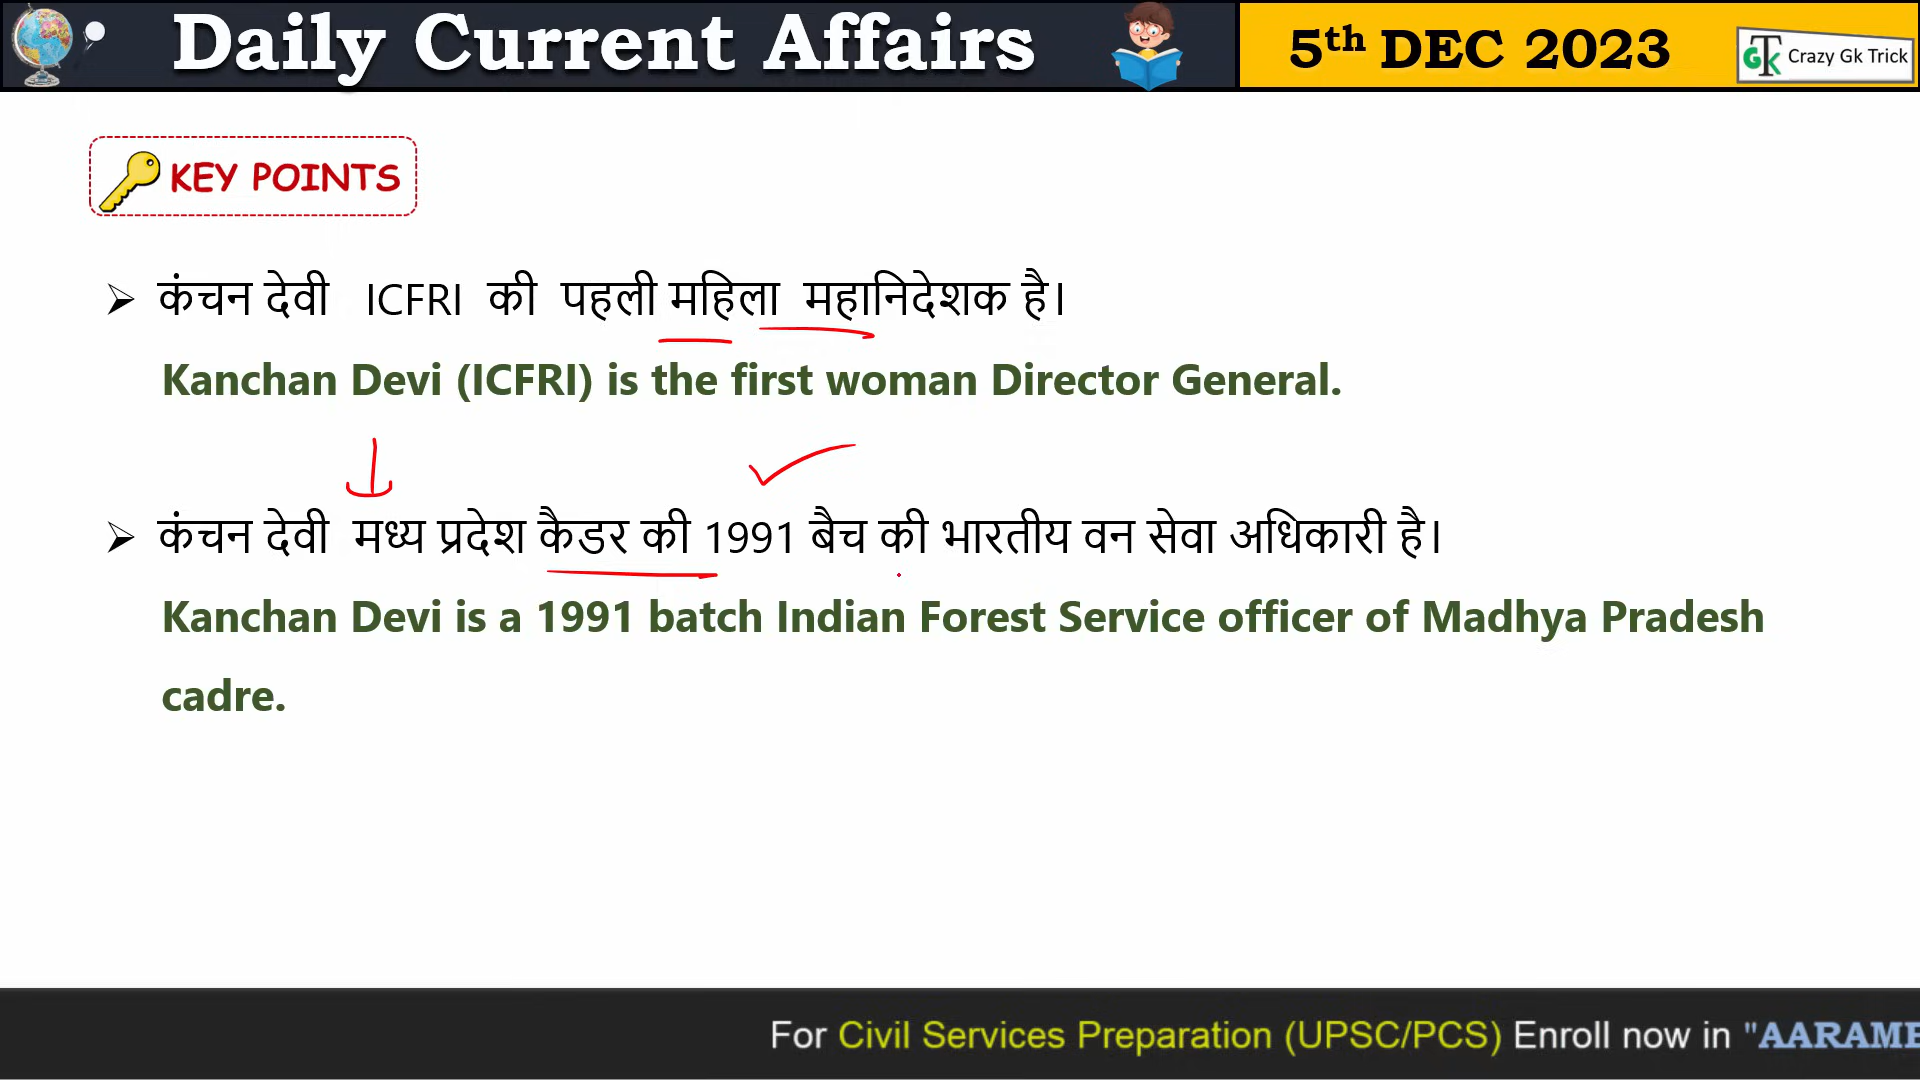 Daily Current Affairs
5th DEC 2023
GTK Crazy Gk Trick
KEY POINTS
कंचन देवी ICFRI की पहली महिला महानिदेशक है।
Kanchan Devi (ICFRI) is the first woman Director General.
कंचन देवी मध्य प्रदेश कैडर की 1991 बैच की भारतीय वन सेवा अधिकारी है।
Kanchan Devi is a 1991 batch Indian Forest Service officer of Madhya Pradesh
cadre.
For Civil Services Preparation (UPSC/PCS) Enroll now in "AARAM